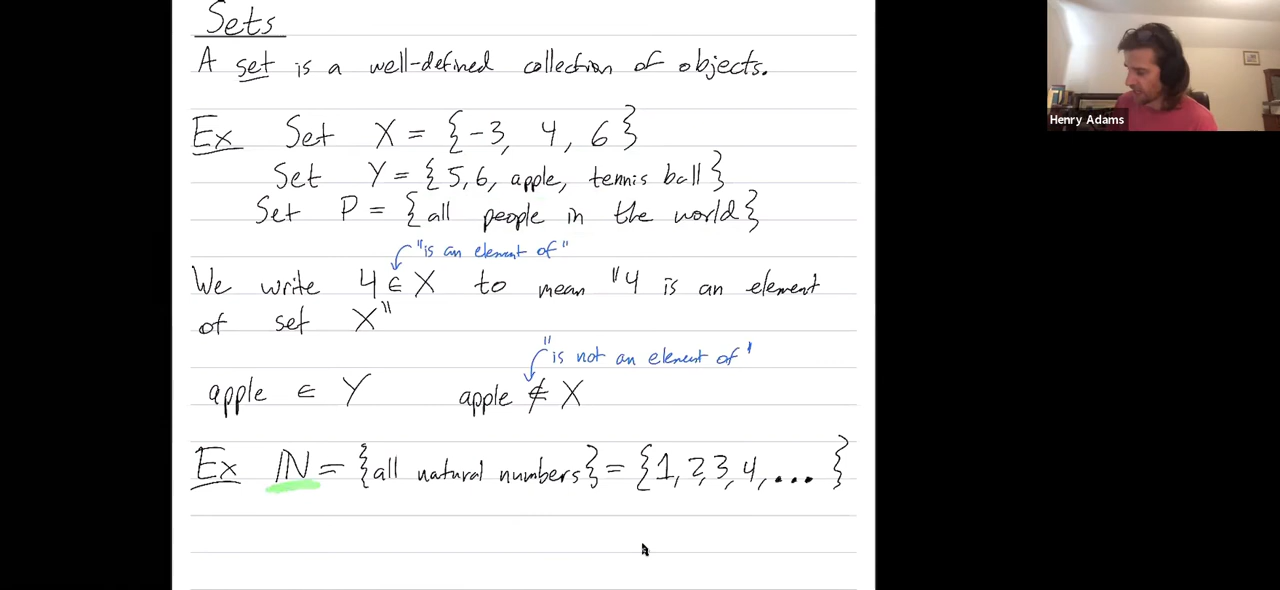 Sets
A set is a well-defined collection of objects.
Ex Set X = {-3, 4, 6}
Set Y = {5, 6, apple, tennis ball}
Set P = {all people in the world}
"is an element of"
We write 4 ∈ X to mean "4 is an element
of set X"
"is not an element of'
apple ∈ Y apple ∉ X
Ex ℕ = {all natural numbers} = {1, 2, 3, 4, ... }
Henry Adams